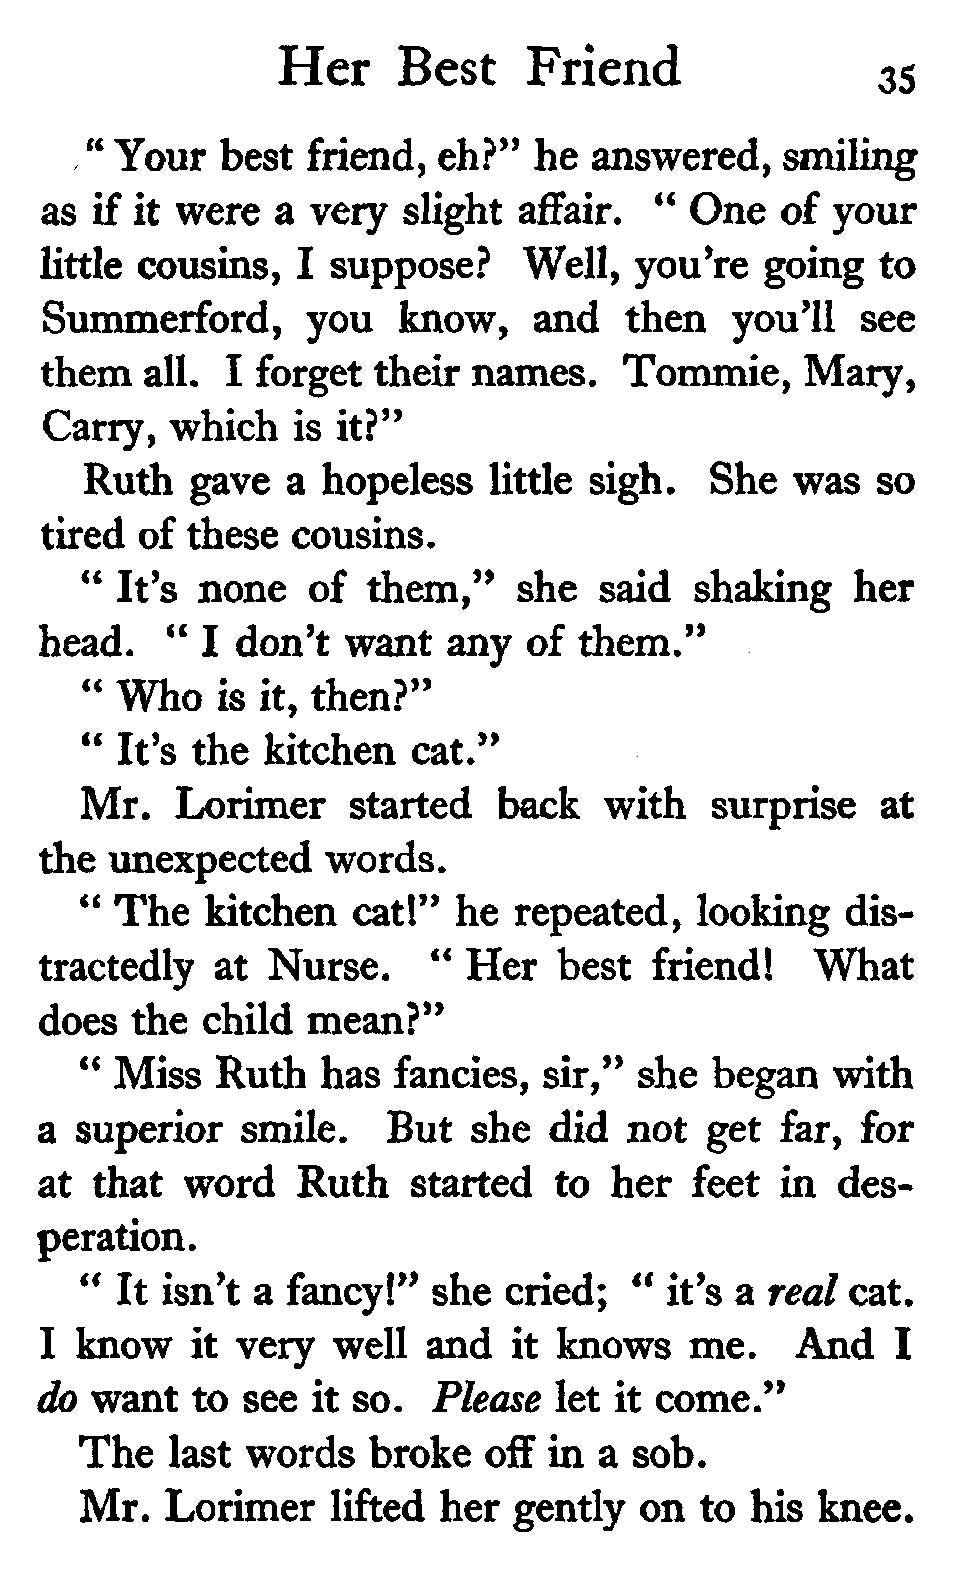 Her Best Friend 35
" Your best friend, eh?" he answered, smiling
as if it were a very slight affair. " One of your
little cousins, I suppose? Well, you're going to
Summerford, you know, and then you'll see
them all. I forget their names. Tommie, Mary,
Carry, which is it?"
Ruth gave a hopeless little sigh. She was so
tired of these cousins.
" It's none of them," she said shaking her
head. " I don't want any of them."
" Who is it, then?"
" It's the kitchen cat."
Mr. Lorimer started back with surprise at
the unexpected words.
" The kitchen cat!" he repeated, looking dis-
tractedly at Nurse. " Her best friend! What
does the child mean?"
" Miss Ruth has fancies, sir," she began with
a superior smile. But she did not get far, for
at that word Ruth started to her feet in des-
peration.
" It isn't a fancy!" she cried; " it's a real cat.
I know it very well and it knows me. And I
do want to see it so. Please let it come."
The last words broke off in a sob.
Mr. Lorimer lifted her gently on to his knee.